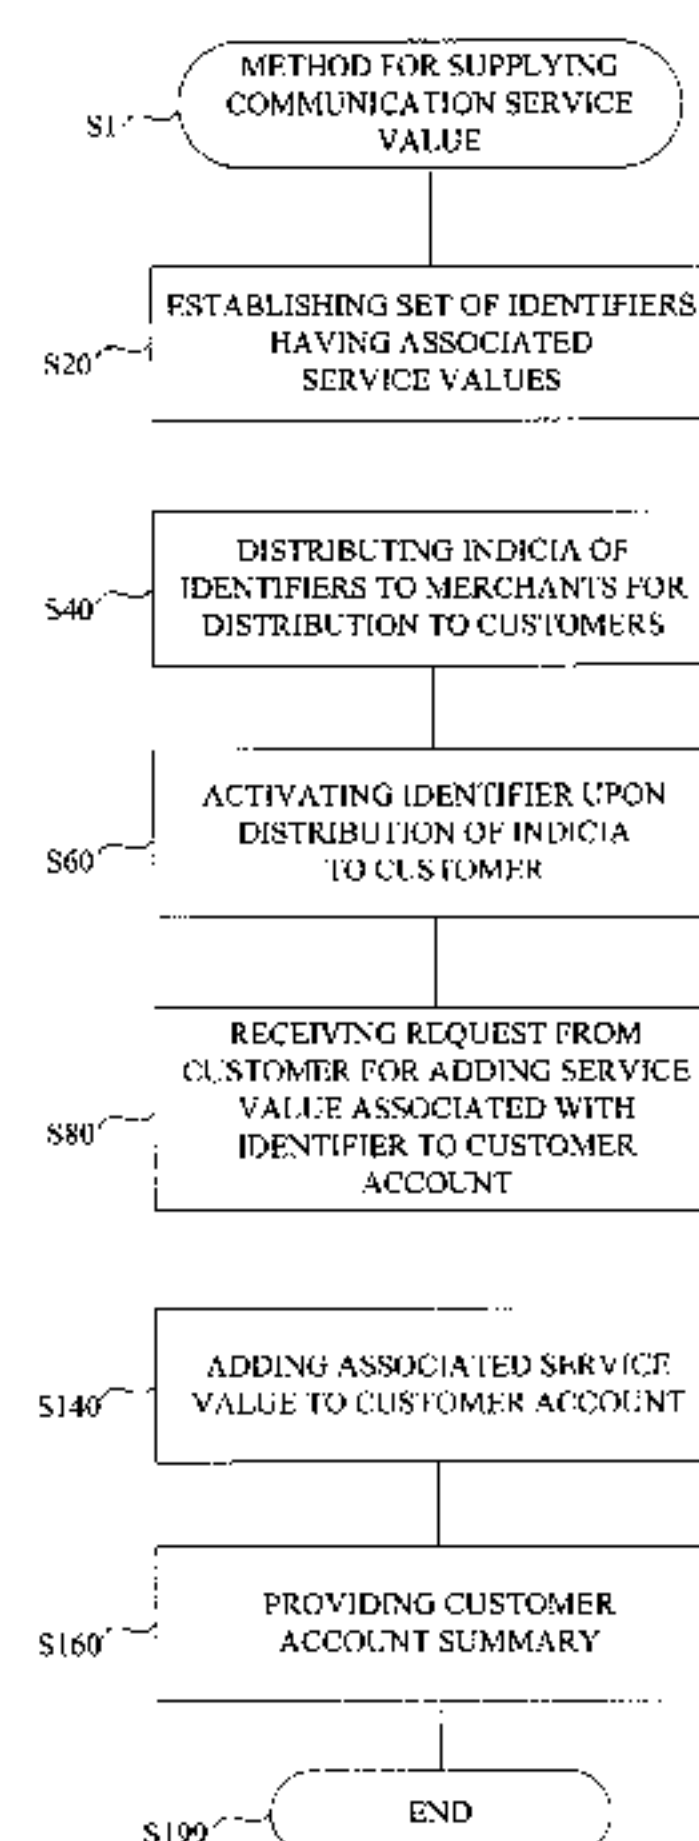 METHOD FOR SUPPLYING
COMMUNICATION SERVICE
VALUE
S1
ESTABLISHING SET OF IDENTIFIERS
HAVING ASSOCIATED
SERVICE VALUES
S20
DISTRIBUTING INDICIA OF
IDENTIFIERS TO MERCHANTS FOR
DISTRIBUTION TO CUSTOMERS
S40
ACTIVATING IDENTIFIER UPON
DISTRIBUTION OF INDICIA
TO CUSTOMER
S60
RECEIVING REQUEST FROM
CUSTOMER FOR ADDING SERVICE
VALUE ASSOCIATED WITH
IDENTIFIER TO CUSTOMER
ACCOUNT
S80
ADDING ASSOCIATED SERVICE
VALUE TO CUSTOMER ACCOUNT
S140
PROVIDING CUSTOMER
ACCOUNT SUMMARY
S160
END
S199